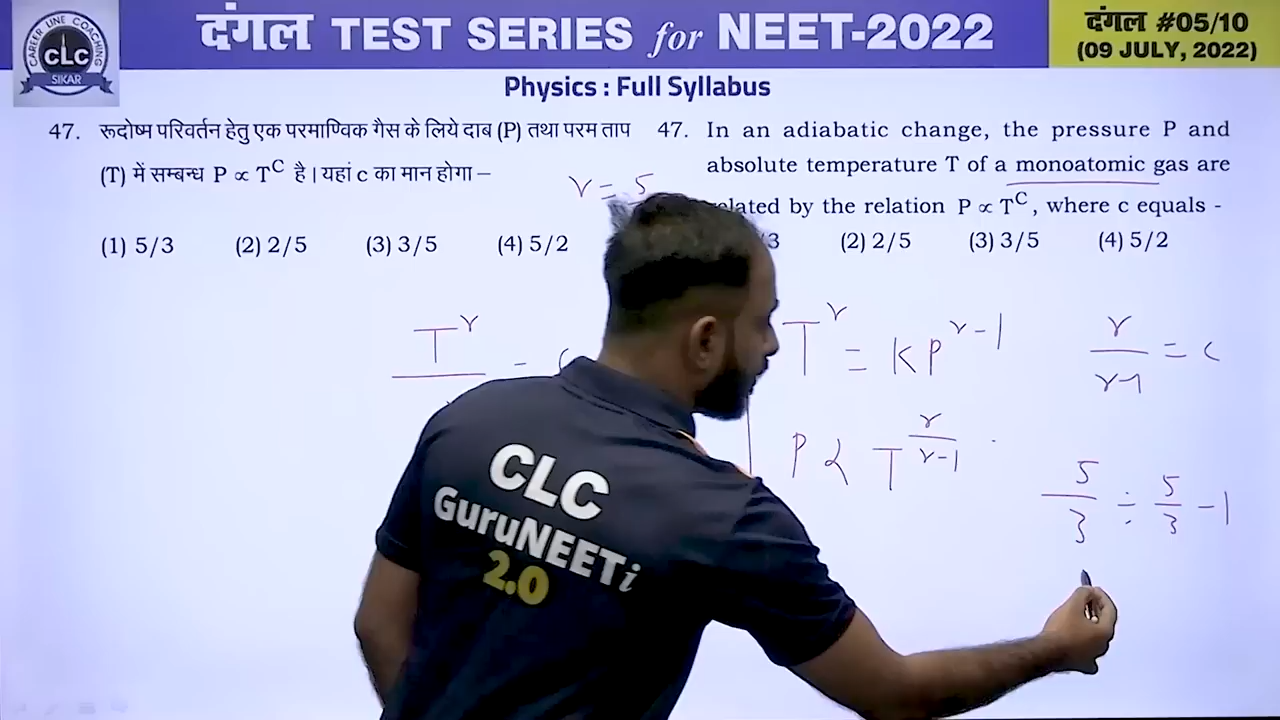 CAREER LINE COACHING
CLC
SIKAR
दंगल TEST SERIES for NEET-2022
दंगल #05/10
(09 JULY, 2022)
Physics : Full Syllabus
47. रूदोष्म परिवर्तन हेतु एक परमाण्विक गैस के लिये दाब (P) तथा परम ताप
(T) में सम्बन्ध P ∝ T^C है। यहां c का मान होगा –
(1) 5/3 (2) 2/5 (3) 3/5 (4) 5/2
47. In an adiabatic change, the pressure P and
absolute temperature T of a monoatomic gas are
related by the relation P ∝ T^C, where c equals -
/3 (2) 2/5 (3) 3/5 (4) 5/2
γ = 5
T^γ
T^γ = KP^γ-1
P ∝ T^γ/γ-1
γ/γ-1 = c
5/3 ÷ 5/3 - 1
CLC
GuruNEETi
2.0